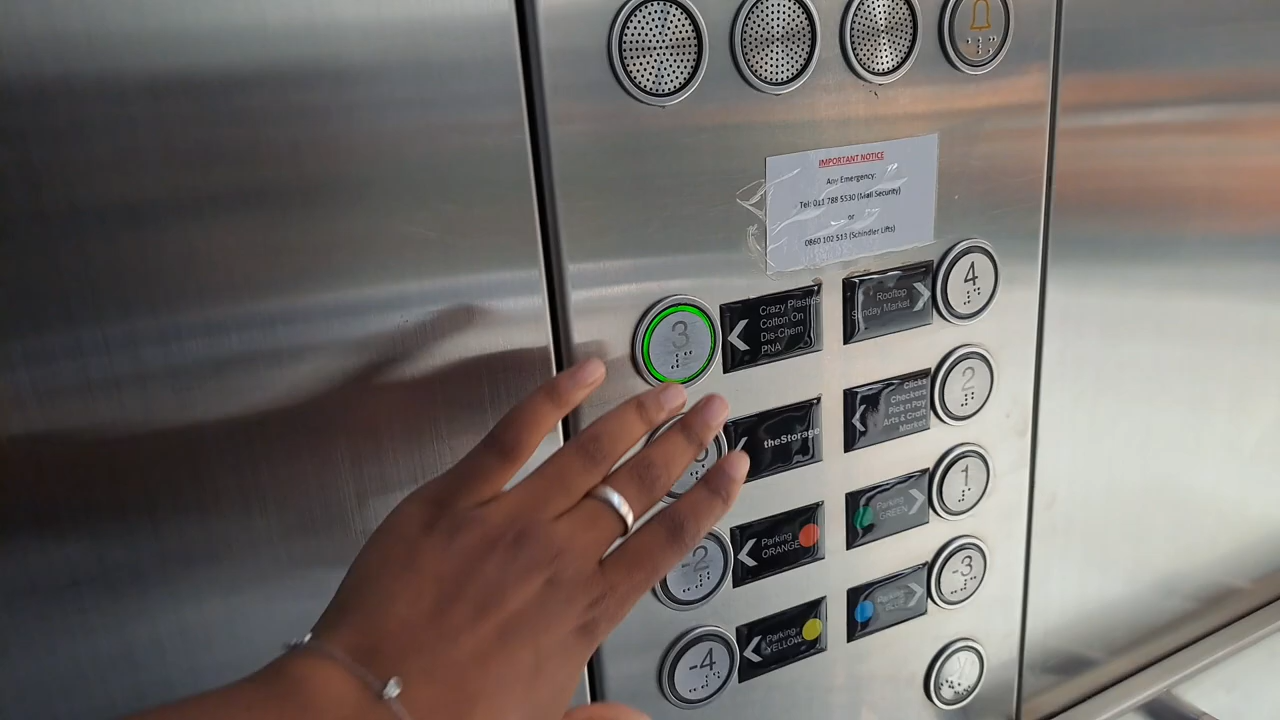 IMPORTANT NOTICE
Any Emergency:
Tel: 011 788 5530 (Mall Security)
or
0860 102 513 (Schindler Lifts)
4
Rooftop
Sunday Market
3
Crazy Plastics
Cotton On
Dis-Chem
PNA
2
Clicks
Checkers
Pick n Pay
Arts & Craft
Market
theStorage
1
Parking
GREEN
-2
Parking
ORANGE
-3
Parking
-4
Parking
YELLOW